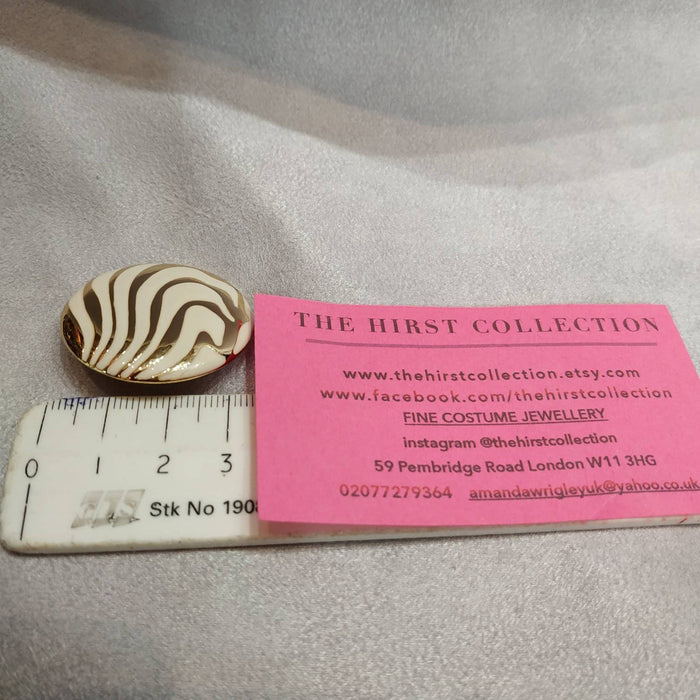 THE HIRST COLLECTION
www.thehirstcollection.etsy.com
www.facebook.com/thehirstcollection
FINE COSTUME JEWELLERY
instagram @thehirstcollection
59 Pembridge Road London W11 3HG
02077279364 amandawrigleyuk@yahoo.co.uk
0 1 2 3
Stk No 190